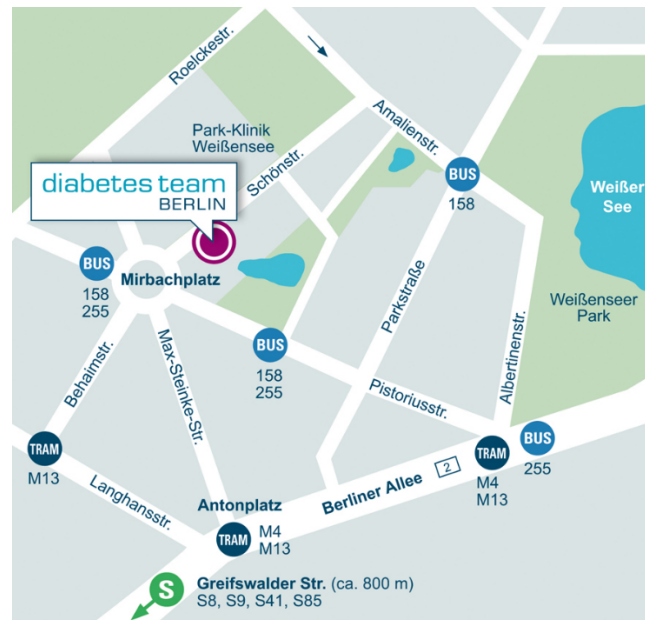 Roelckestr.
Amalienstr.
Park-Klinik
Weißensee
Schönstr.
diabetes team
BERLIN
BUS
158
Weißer
See
BUS
158
255
Mirbachplatz
Weißenseer
Park
Parkstraße
Albertinenstr.
Behaimstr.
Max-Steinke-Str.
BUS
158
255
Pistoriusstr.
TRAM
M13
Langhansstr.
TRAM
M4
M13
BUS
255
Berliner Allee
2
Antonplatz
TRAM
M4
M13
S
Greifswalder Str. (ca. 800 m)
S8, S9, S41, S85